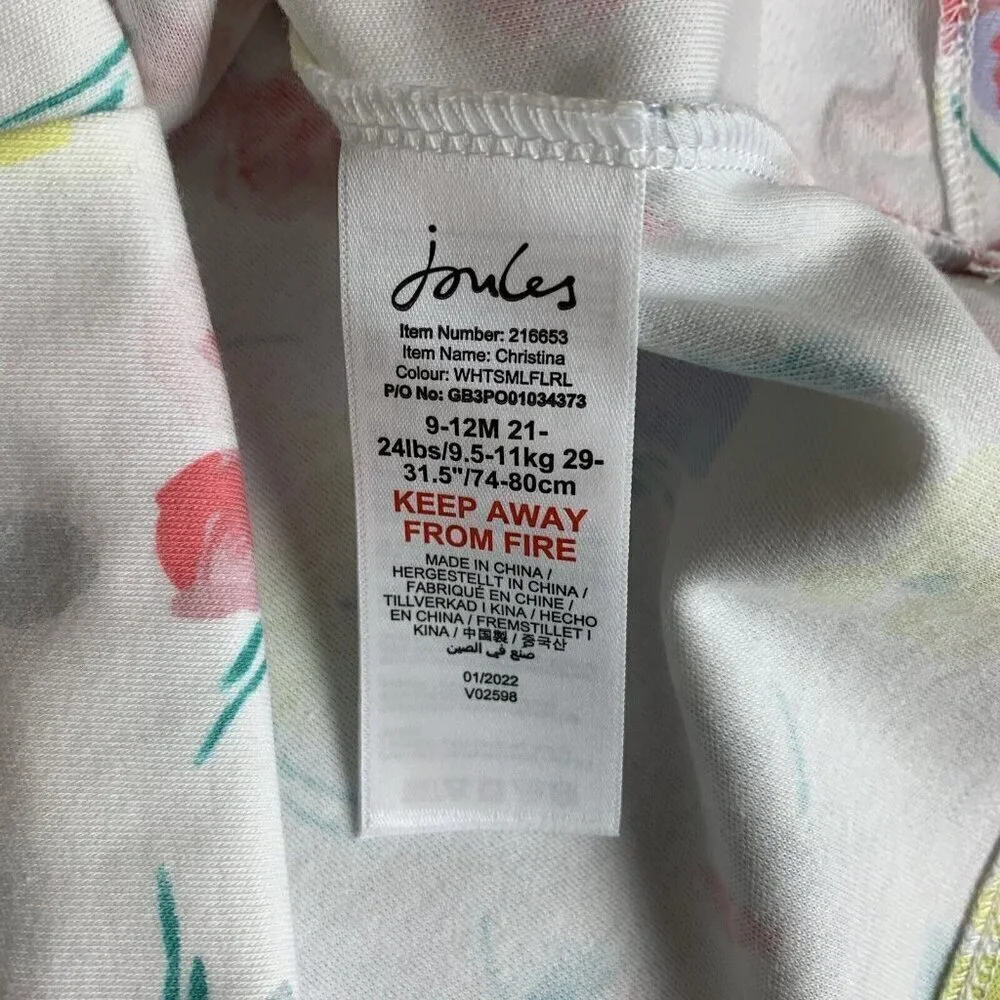 joules
Item Number: 216653
Item Name: Christina
Colour: WHTSMLFLRL
P/O No: GB3PO01034373
9-12M 21-
24lbs/9.5-11kg 29-
31.5"/74-80cm
KEEP AWAY
FROM FIRE
MADE IN CHINA /
HERGESTELLT IN CHINA /
FABRIQUÉ EN CHINE /
TILLVERKAD I KINA / HECHO
EN CHINA / FREMSTILLET I
KINA / 中国製 / 중국산
صنع في الصين
01/2022
V02598